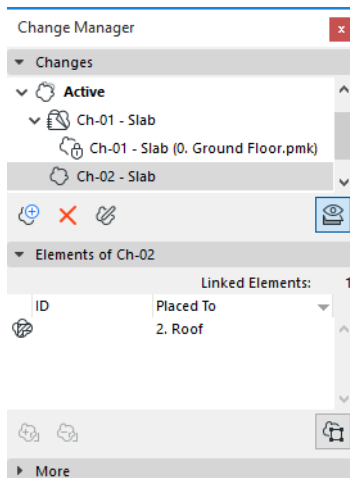 Change Manager
x
Changes
Active
Ch-01 - Slab
Ch-01 - Slab (0. Ground Floor.pmk)
Ch-02 - Slab
Elements of Ch-02
Linked Elements: 1
ID Placed To
2. Roof
More